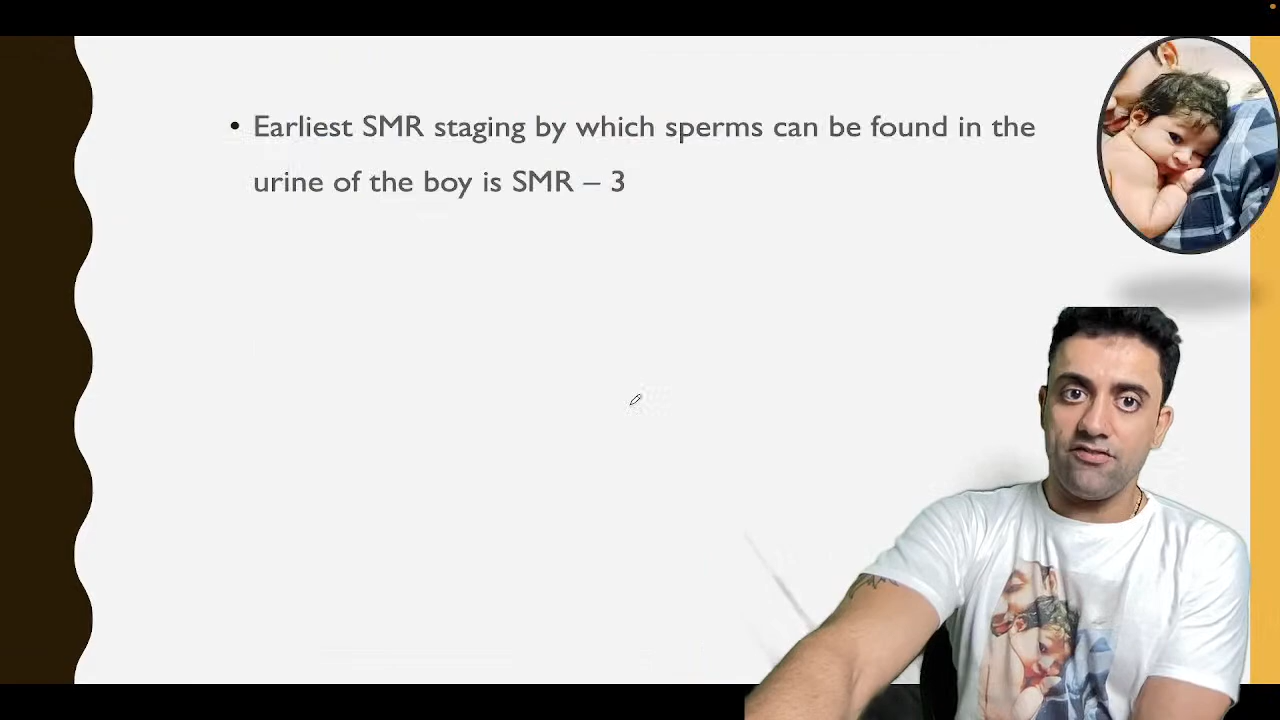 • Earliest SMR staging by which sperms can be found in the
urine of the boy is SMR – 3